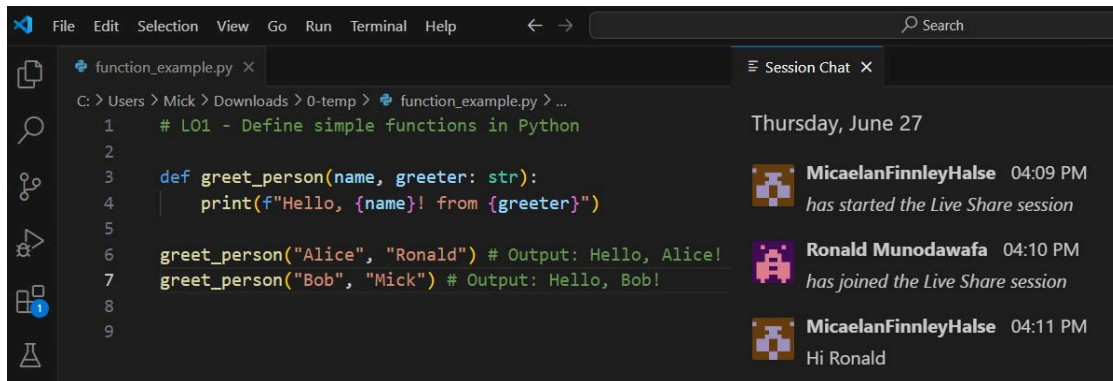 File Edit Selection View Go Run Terminal Help ← → Search
function_example.py ×
C: > Users > Mick > Downloads > 0-temp > function_example.py > ...
1 # LO1 - Define simple functions in Python
2
3 def greet_person(name, greeter: str):
4 print(f"Hello, {name}! from {greeter}")
5
6 greet_person("Alice", "Ronald") # Output: Hello, Alice!
7 greet_person("Bob", "Mick") # Output: Hello, Bob!
8
9
1
Session Chat ×
Thursday, June 27
MicaelanFinnleyHalse 04:09 PM
has started the Live Share session
Ronald Munodawafa 04:10 PM
has joined the Live Share session
MicaelanFinnleyHalse 04:11 PM
Hi Ronald